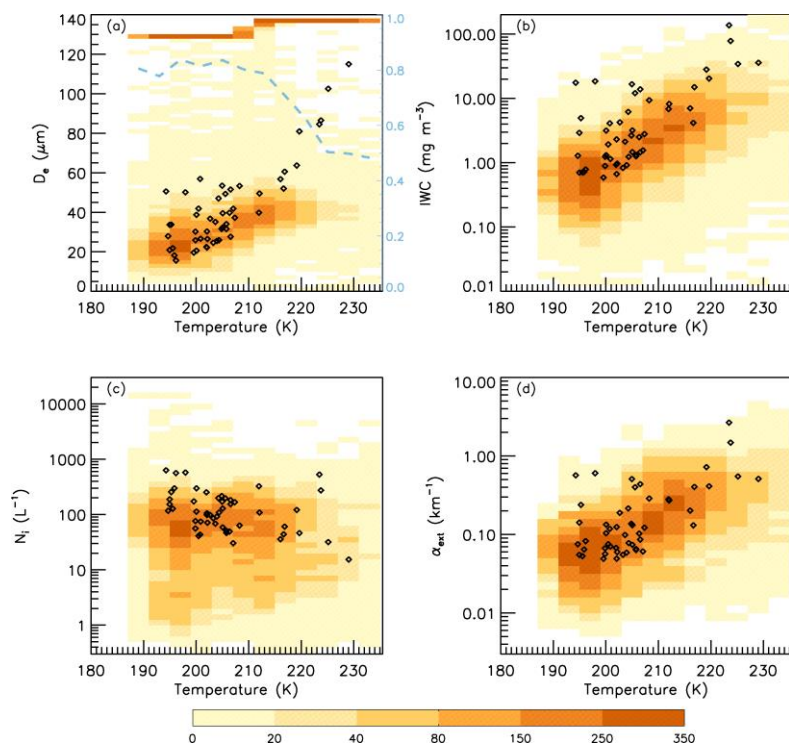 (a)
140
120
100
80
60
40
20
0
1.0
0.8
0.6
0.4
0.2
0.0
Dₑ (μm)
180 190 200 210 220 230
Temperature (K)
(b)
100.00
10.00
1.00
0.10
0.01
IWC (mg m⁻³)
180 190 200 210 220 230
Temperature (K)
(c)
10000
1000
100
10
1
Nᵢ (L⁻¹)
180 190 200 210 220 230
Temperature (K)
(d)
10.00
1.00
0.10
0.01
αₑₓₜ (km⁻¹)
180 190 200 210 220 230
Temperature (K)
0 20 40 80 150 250 350